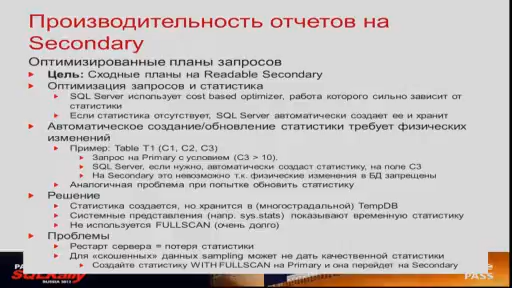 Производительность отчетов на
Secondary
Оптимизированные планы запросов
Цель: Сходные планы на Readable Secondary
Оптимизация запросов и статистика
SQL Server использует cost based optimizer, работа которого сильно зависит от
статистики
Если статистика отсутствует, SQL Server автоматически создает ее и хранит
Автоматическое создание/обновление статистики требует физических
изменений
Пример: Table T1 (C1, C2, C3)
Запрос на Primary с условием (C3 > 10).
SQL Server, если нужно, автоматически создаст статистику, на поле C3
На Secondary это невозможно т.к. физические изменения в БД запрещены
Аналогичная проблема при попытке обновить статистику
Решение
Статистика создается, но хранится в (многострадальной) TempDB
Системные представления (напр. sys.stats) показывают временную статистику
Не используется FULLSCAN (очень долго)
Проблемы
Рестарт сервера = потеря статистики
Для «скошенных» данных sampling может не дать качественной статистики
Создайте статистику WITH FULLSCAN на Primary и она перейдет на Secondary
SQLRally
RUSSIA 2012
PASS